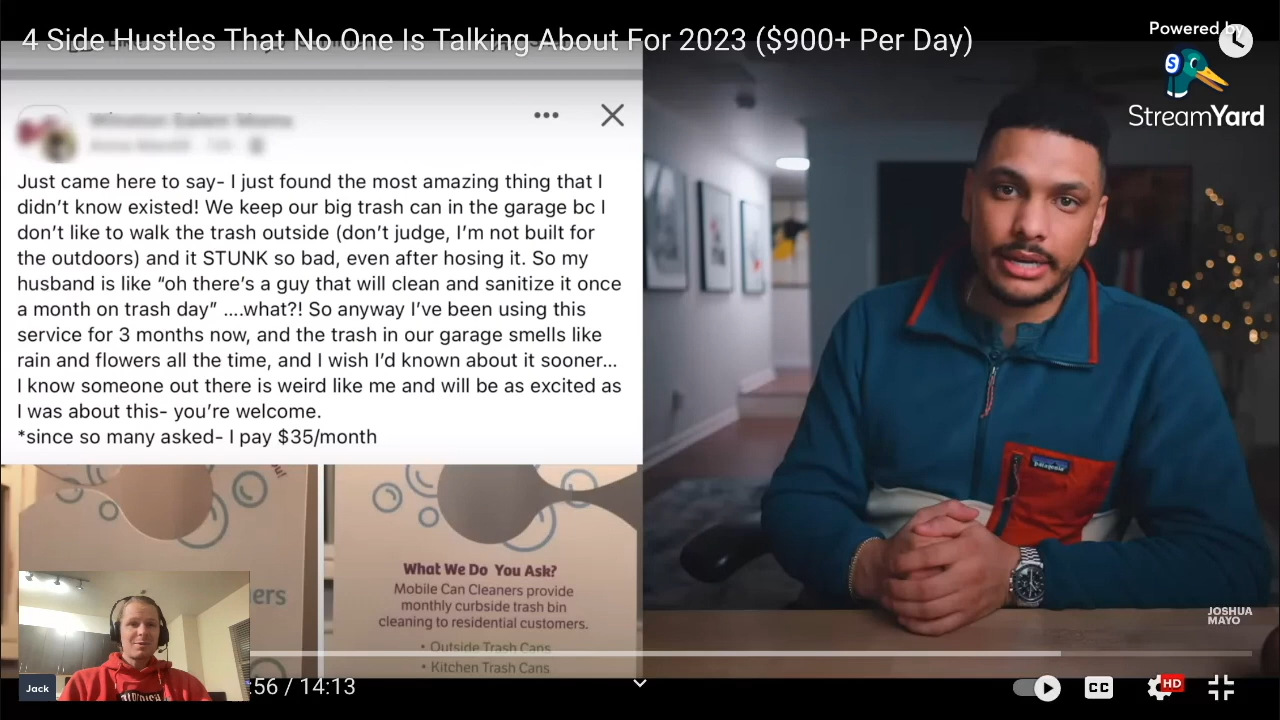 4 Side Hustles That No One Is Talking About For 2023 ($900+ Per Day)
Powered by
StreamYard
Just came here to say- I just found the most amazing thing that I
didn't know existed! We keep our big trash can in the garage bc I
don't like to walk the trash outside (don't judge, I'm not built for
the outdoors) and it STUNK so bad, even after hosing it. So my
husband is like “oh there's a guy that will clean and sanitize it once
a month on trash day” ....what?! So anyway I've been using this
service for 3 months now, and the trash in our garage smells like
rain and flowers all the time, and I wish I'd known about it sooner...
I know someone out there is weird like me and will be as excited as
I was about this- you're welcome.
*since so many asked- I pay $35/month
What We Do You Ask?
Mobile Can Cleaners provide
monthly curbside trash bin
cleaning to residential customers.
• Outside Trash Cans
• Kitchen Trash Cans
patagonia
JOSHUA
MAYO
Jack
:56 / 14:13
CC
HD